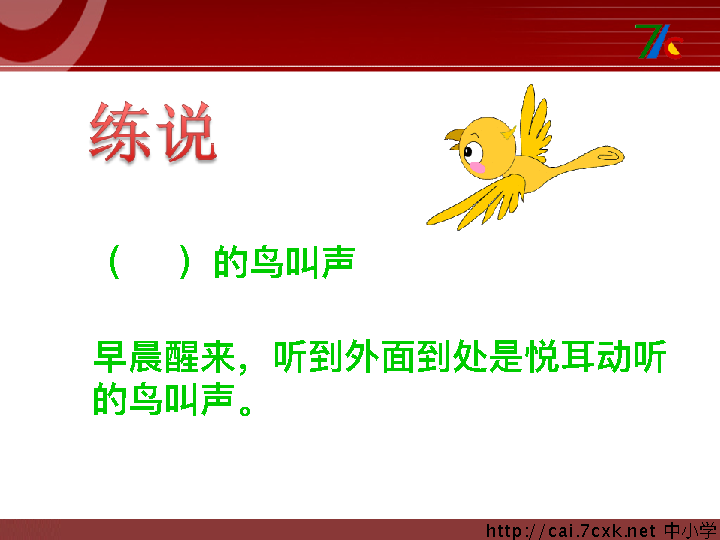 练说
（ ）的鸟叫声
早晨醒来，听到外面到处是悦耳动听
的鸟叫声。
http://cai.7cxk.net 中小学